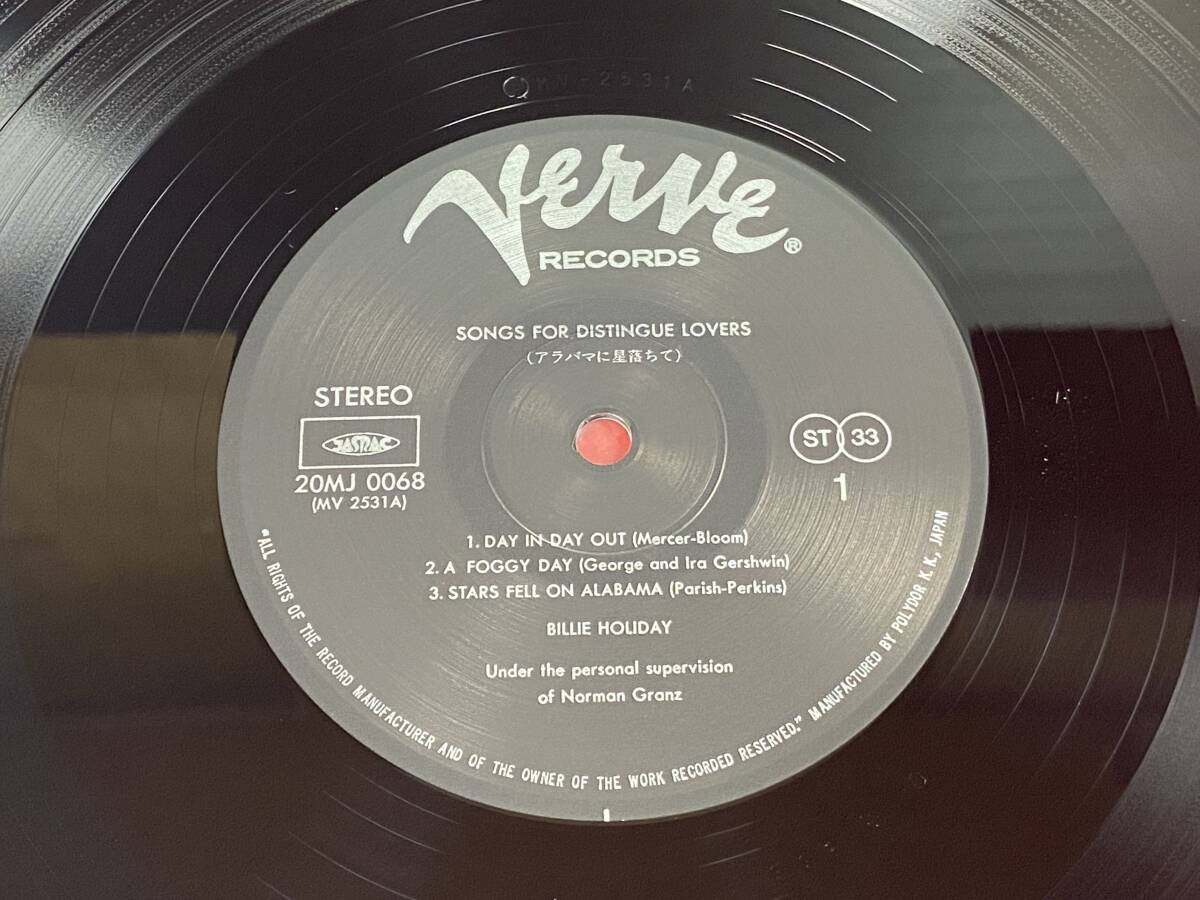 MV-2531A
Verve®
RECORDS
SONGS FOR DISTINGUE LOVERS
(アラバマに星落ちて)
STEREO
JASRAC
20MJ 0068
(MV 2531A)
ST 33
1
1. DAY IN DAY OUT (Mercer-Bloom)
2. A FOGGY DAY (George and Ira Gershwin)
3. STARS FELL ON ALABAMA (Parish-Perkins)
BILLIE HOLIDAY
Under the personal supervision
of Norman Granz
"ALL RIGHTS OF THE RECORD MANUFACTURER AND OF THE OWNER OF THE WORK RECORDED RESERVED." MANUFACTURED BY POLYDOR K. K., JAPAN